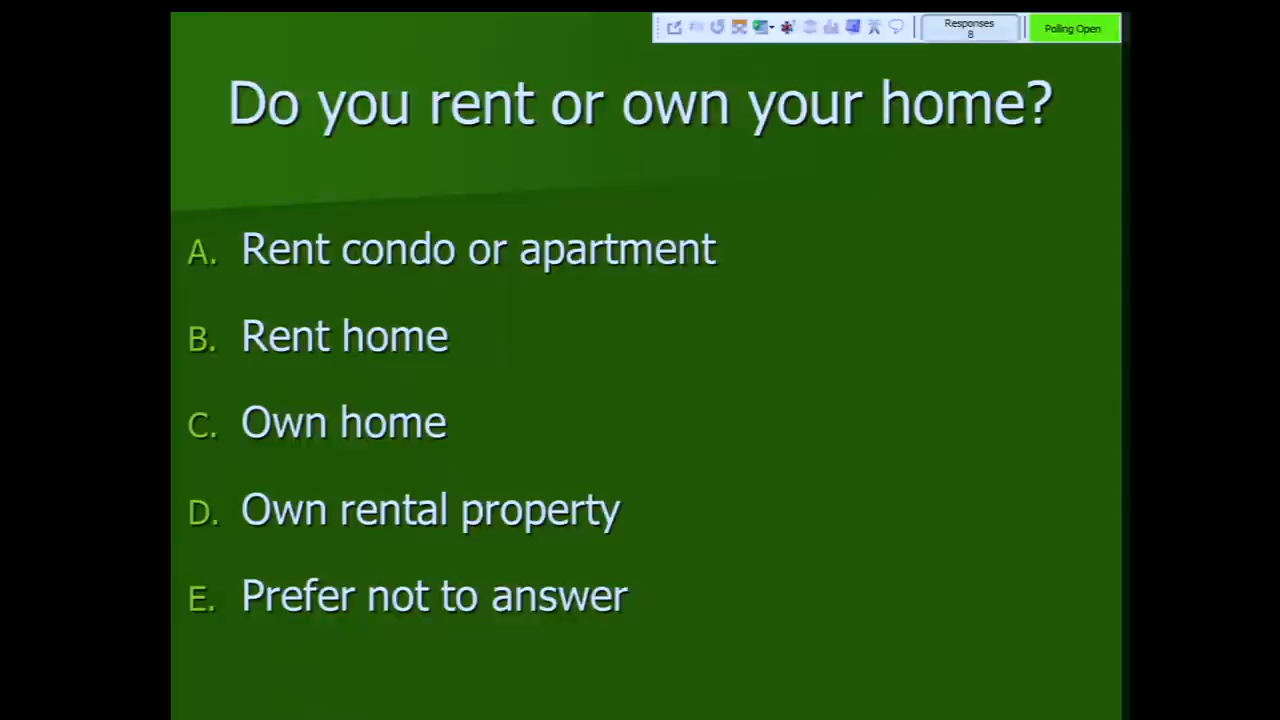 Responses
8
Polling Open
Do you rent or own your home?
A. Rent condo or apartment
B. Rent home
C. Own home
D. Own rental property
E. Prefer not to answer